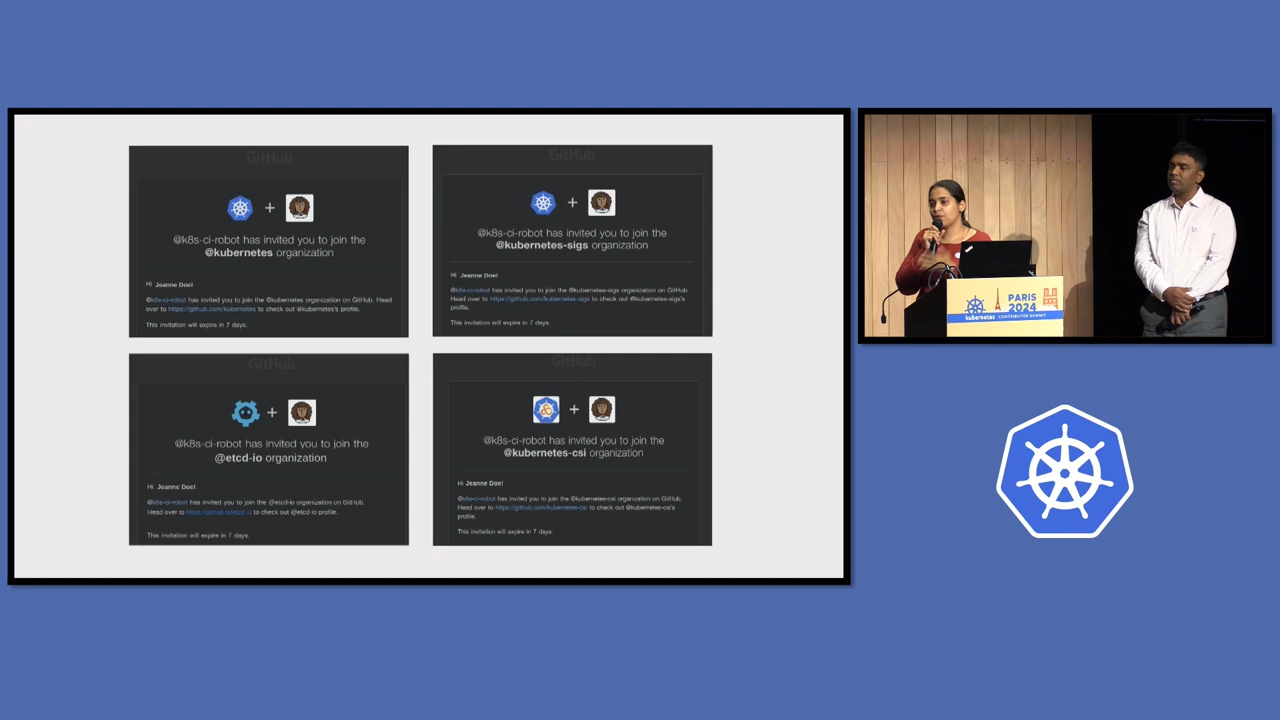 GitHub
@k8s-ci-robot has invited you to join the
@kubernetes organization
Hi Jeanne Doe!
@k8s-ci-robot has invited you to join the @kubernetes organization on GitHub. Head
over to https://github.com/kubernetes to check out @kubernetes's profile.
This invitation will expire in 7 days.
GitHub
@k8s-ci-robot has invited you to join the
@kubernetes-sigs organization
Hi Jeanne Doe!
@k8s-ci-robot has invited you to join the @kubernetes-sigs organization on GitHub.
Head over to https://github.com/kubernetes-sigs to check out @kubernetes-sigs's
profile.
This invitation will expire in 7 days.
GitHub
@k8s-ci-robot has invited you to join the
@etcd-io organization
Hi Jeanne Doe!
@k8s-ci-robot has invited you to join the @etcd-io organization on GitHub.
Head over to to check out @etcd-io profile.
This invitation will expire in 7 days.
GitHub
@k8s-ci-robot has invited you to join the
@kubernetes-csi organization
Hi Jeanne Doe!
@k8s-ci-robot has invited you to join the @kubernetes-csi organization on GitHub.
Head over to https://github.com/kubernetes-csi to check out @kubernetes-csi's
profile.
This invitation will expire in 7 days.
PARIS
2024
kubernetes CONTRIBUTOR SUMMIT